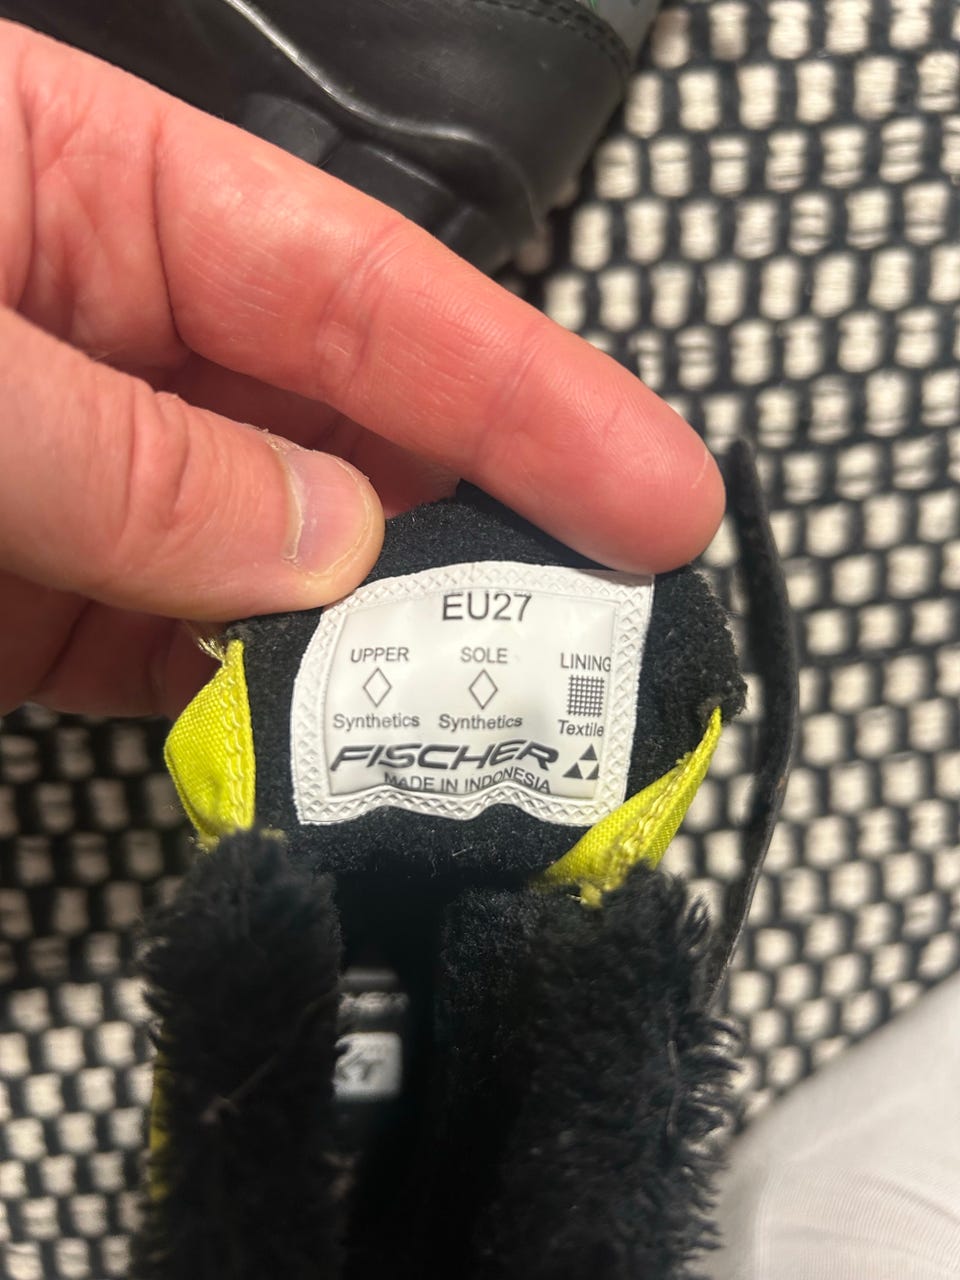 EU27
UPPER SOLE LINING
Synthetics Synthetics Textile
FISCHER
MADE IN INDONESIA